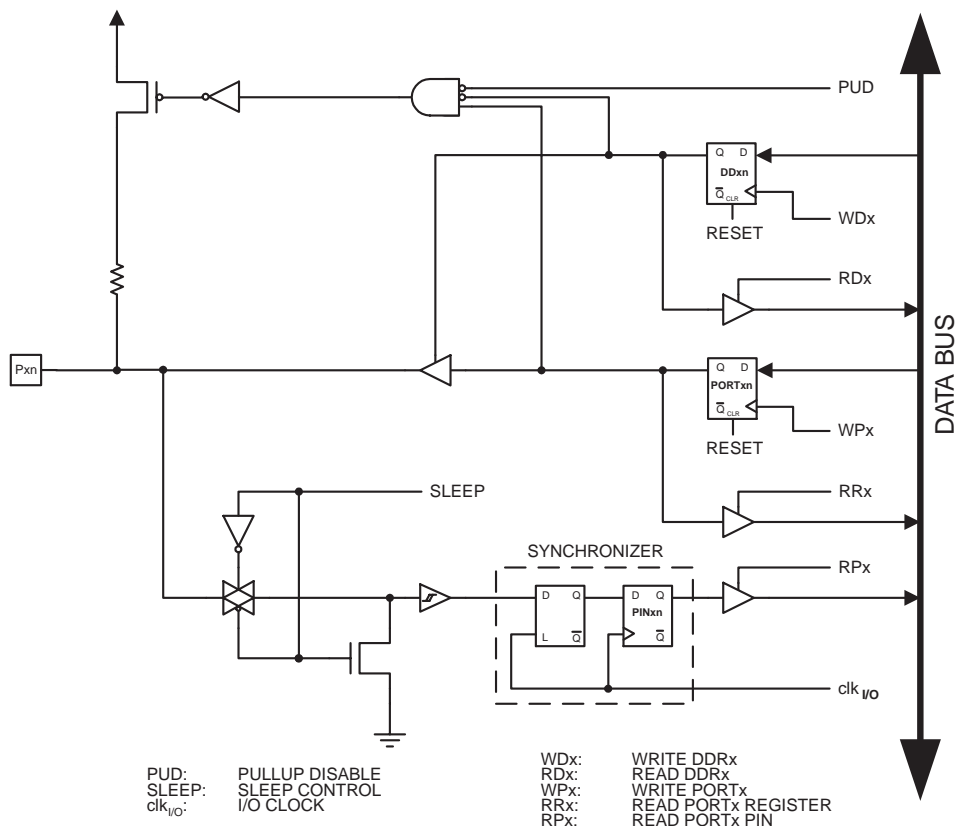 PUD
Q D
DDxn
Q CLR
WDx
RESET
RDx
Pxn
Q D
PORTxn
Q CLR
WPx
RESET
DATA BUS
SLEEP
RRx
SYNCHRONIZER
RPx
D Q
D Q
PINxn
L Q
Q
clk I/O
PUD: PULLUP DISABLE
SLEEP: SLEEP CONTROL
clkI/O: I/O CLOCK
WDx: WRITE DDRx
RDx: READ DDRx
WPx: WRITE PORTx
RRx: READ PORTx REGISTER
RPx: READ PORTx PIN